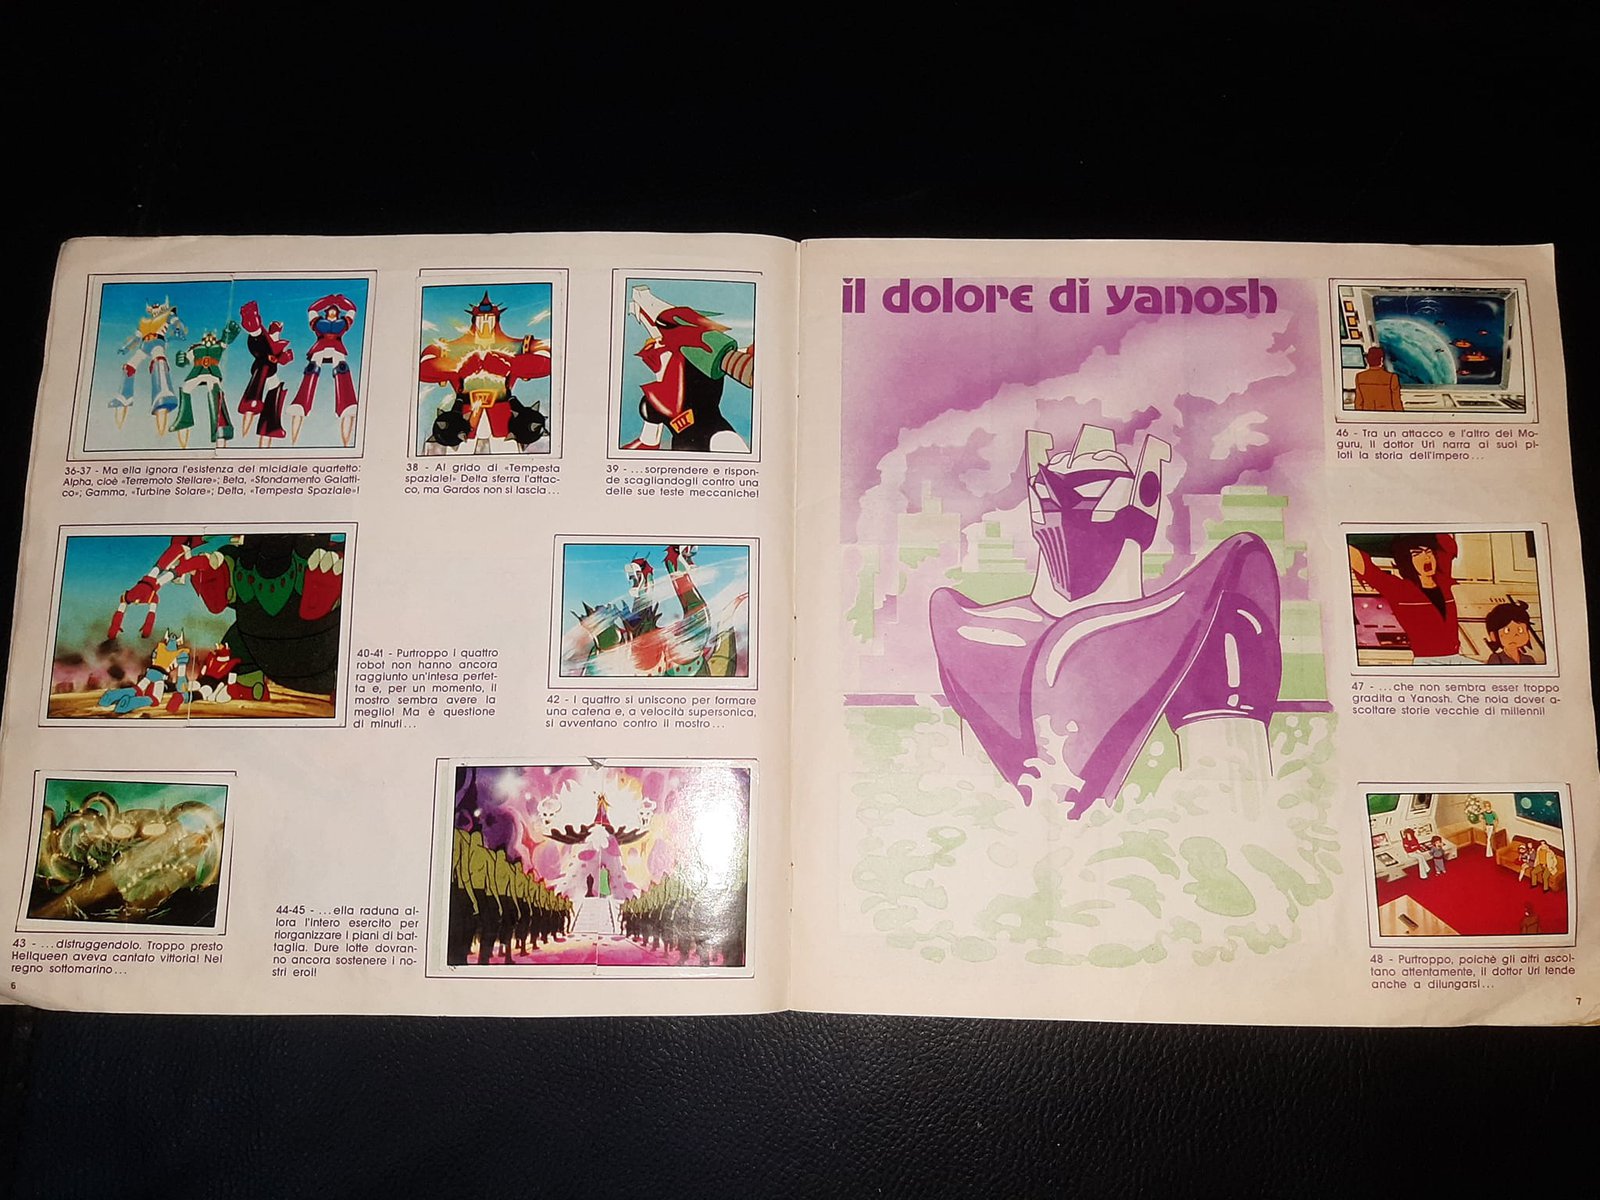 36-37 - Ma ella ignora l'esistenza del micidiale quartetto:
Alpha, cioè «Terremoto Stellare»; Beta, «Sfondamento Galatti-
co»; Gamma, «Turbine Solare»; Delta, «Tempesta Spaziale»!
38 - Al grido di «Tempesta
spaziale!» Delta sferra l'attac-
co, ma Gardos non si lascia...
39 - ...sorprendere e rispon-
de scagliandogli contro una
delle sue teste meccaniche!
40-41 - Purtroppo i quattro
robot non hanno ancora
raggiunto un'intesa perfet-
ta e, per un momento, il
mostro sembra avere la
meglio! Ma è questione
di minuti...
42 - I quattro si uniscono per formare
una catena e, a velocità supersonica,
si avventano contro il mostro...
43 - ...distruggendolo. Troppo presto
Hellqueen aveva cantato vittoria! Nel
regno sottomarino...
44-45 - ...ella raduna al-
lora l'intero esercito per
riorganizzare i piani di bat-
taglia. Dure lotte dovran-
no ancora sostenere i no-
stri eroi!
6
il dolore di yanosh
46 - Tra un attacco e l'altro dei Mo-
guru, il dottor Uri narra ai suoi pi-
loti la storia dell'impero...
47 - ...che non sembra esser troppo
gradita a Yanosh. Che noia dover a-
scoltare storie vecchie di millenni!
48 - Purtroppo, poichè gli altri ascol-
tano attentamente, il dottor Uri tende
anche a dilungarsi...
7